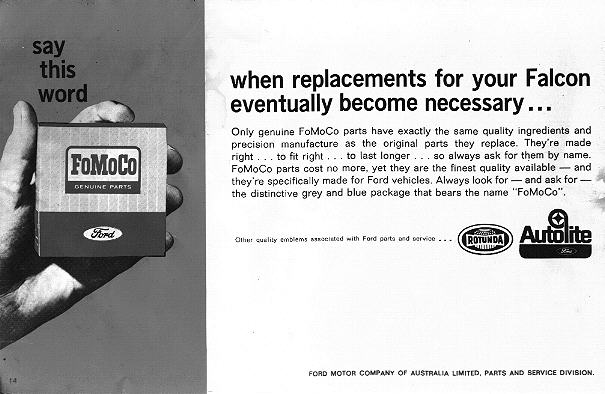 say
this
word
FoMoCo
GENUINE PARTS
Ford
when replacements for your Falcon
eventually become necessary...
Only genuine FoMoCo parts have exactly the same quality ingredients and
precision manufacture as the original parts they replace. They're made
right . . . to fit right . . . to last longer . . . so always ask for them by name.
FoMoCo parts cost no more, yet they are the finest quality available — and
they're specifically made for Ford vehicles. Always look for — and ask for —
the distinctive grey and blue package that bears the name "FoMoCo".
Other quality emblems associated with Ford parts and service . . .
ROTUNDA
Autolite
Ford
FORD MOTOR COMPANY OF AUSTRALIA LIMITED, PARTS AND SERVICE DIVISION.
14